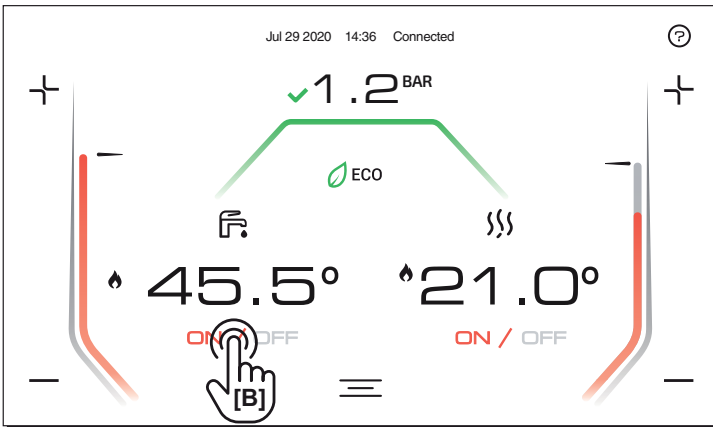 Jul 29 2020 14:36 Connected
?
1.2 BAR
ECO
45.5° 21.0°
ON / OFF ON / OFF
[B]